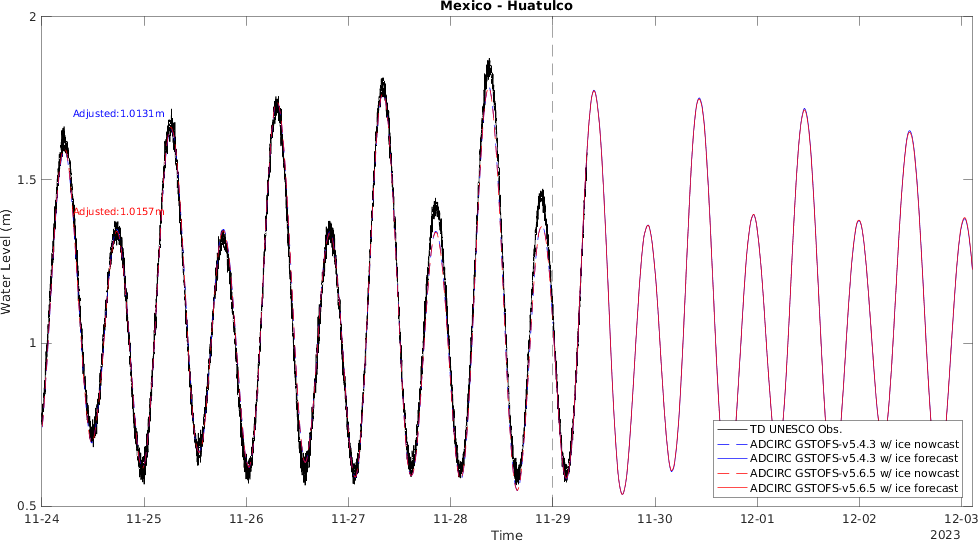 Mexico - Huatulco
2
1.5
1
0.5
Water Level (m)
Adjusted:1.0131m
Adjusted:1.0157m
TD UNESCO Obs.
ADCIRC GSTOFS-v5.4.3 w/ ice nowcast
ADCIRC GSTOFS-v5.4.3 w/ ice forecast
ADCIRC GSTOFS-v5.6.5 w/ ice nowcast
ADCIRC GSTOFS-v5.6.5 w/ ice forecast
11-24 11-25 11-26 11-27 11-28 11-29 11-30 12-01 12-02 12-03
Time
2023